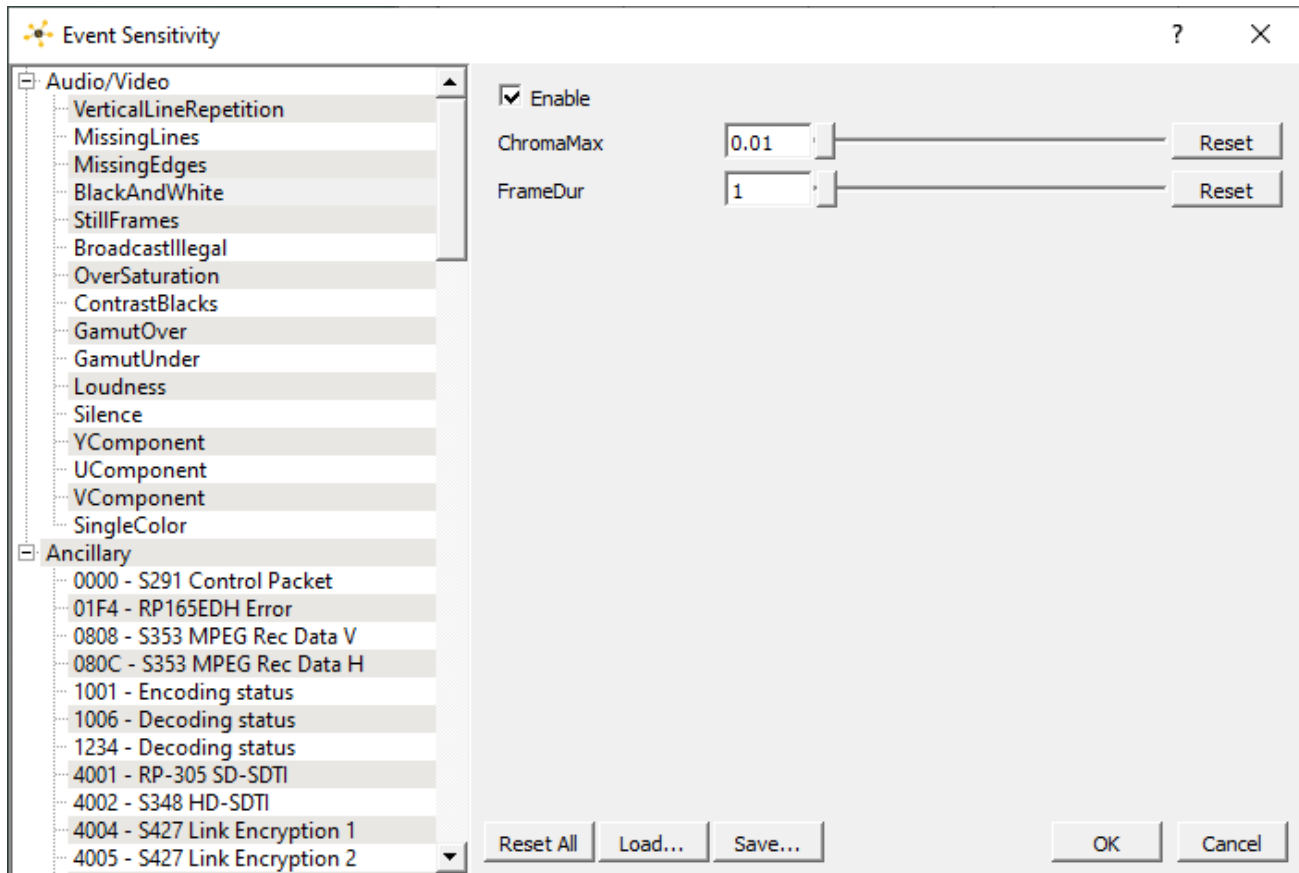 Event Sensitivity ?
Audio/Video
VerticalLineRepetition
MissingLines
MissingEdges
BlackAndWhite
StillFrames
BroadcastIllegal
OverSaturation
ContrastBlacks
GamutOver
GamutUnder
Loudness
Silence
YComponent
UComponent
VComponent
SingleColor
Ancillary
0000 - S291 Control Packet
01F4 - RP165EDH Error
0808 - S353 MPEG Rec Data V
080C - S353 MPEG Rec Data H
1001 - Encoding status
1006 - Decoding status
1234 - Decoding status
4001 - RP-305 SD-SDTI
4002 - S348 HD-SDTI
4004 - S427 Link Encryption 1
4005 - S427 Link Encryption 2
Enable
ChromaMax 0.01 Reset
FrameDur 1 Reset
Reset All Load... Save... OK Cancel